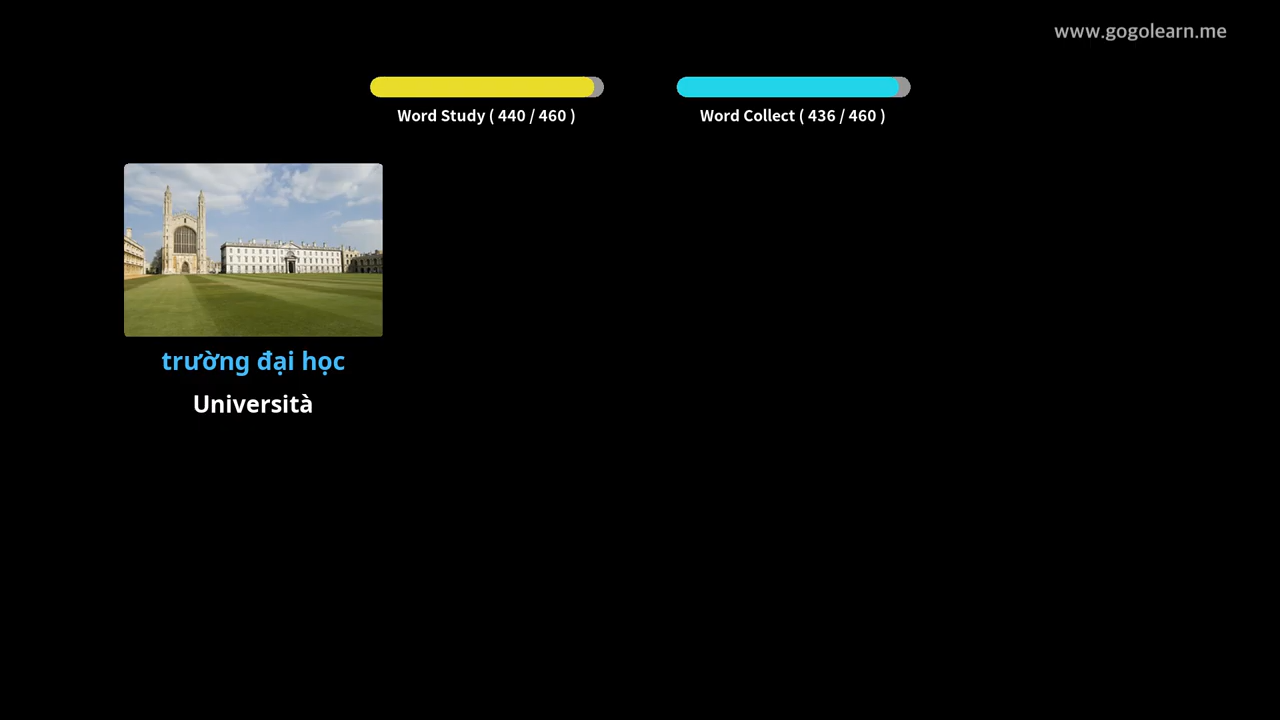 www.gogolearn.me
Word Study ( 440 / 460 )
Word Collect ( 436 / 460 )
trường đại học
Università